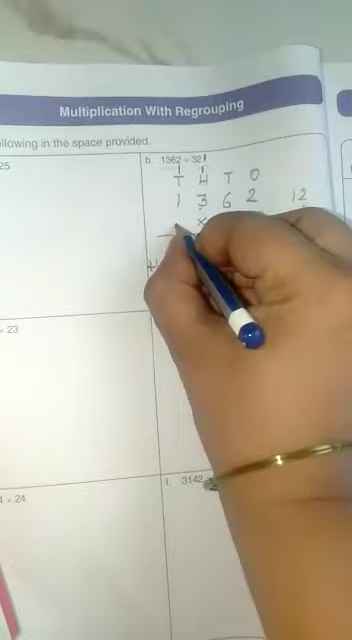 Multiplication With Regrouping
ollowing in the space provided.
25
b. 1362 × 32
T H T O
1 3 6 2 12
×
× 23
4 × 24
f. 3142